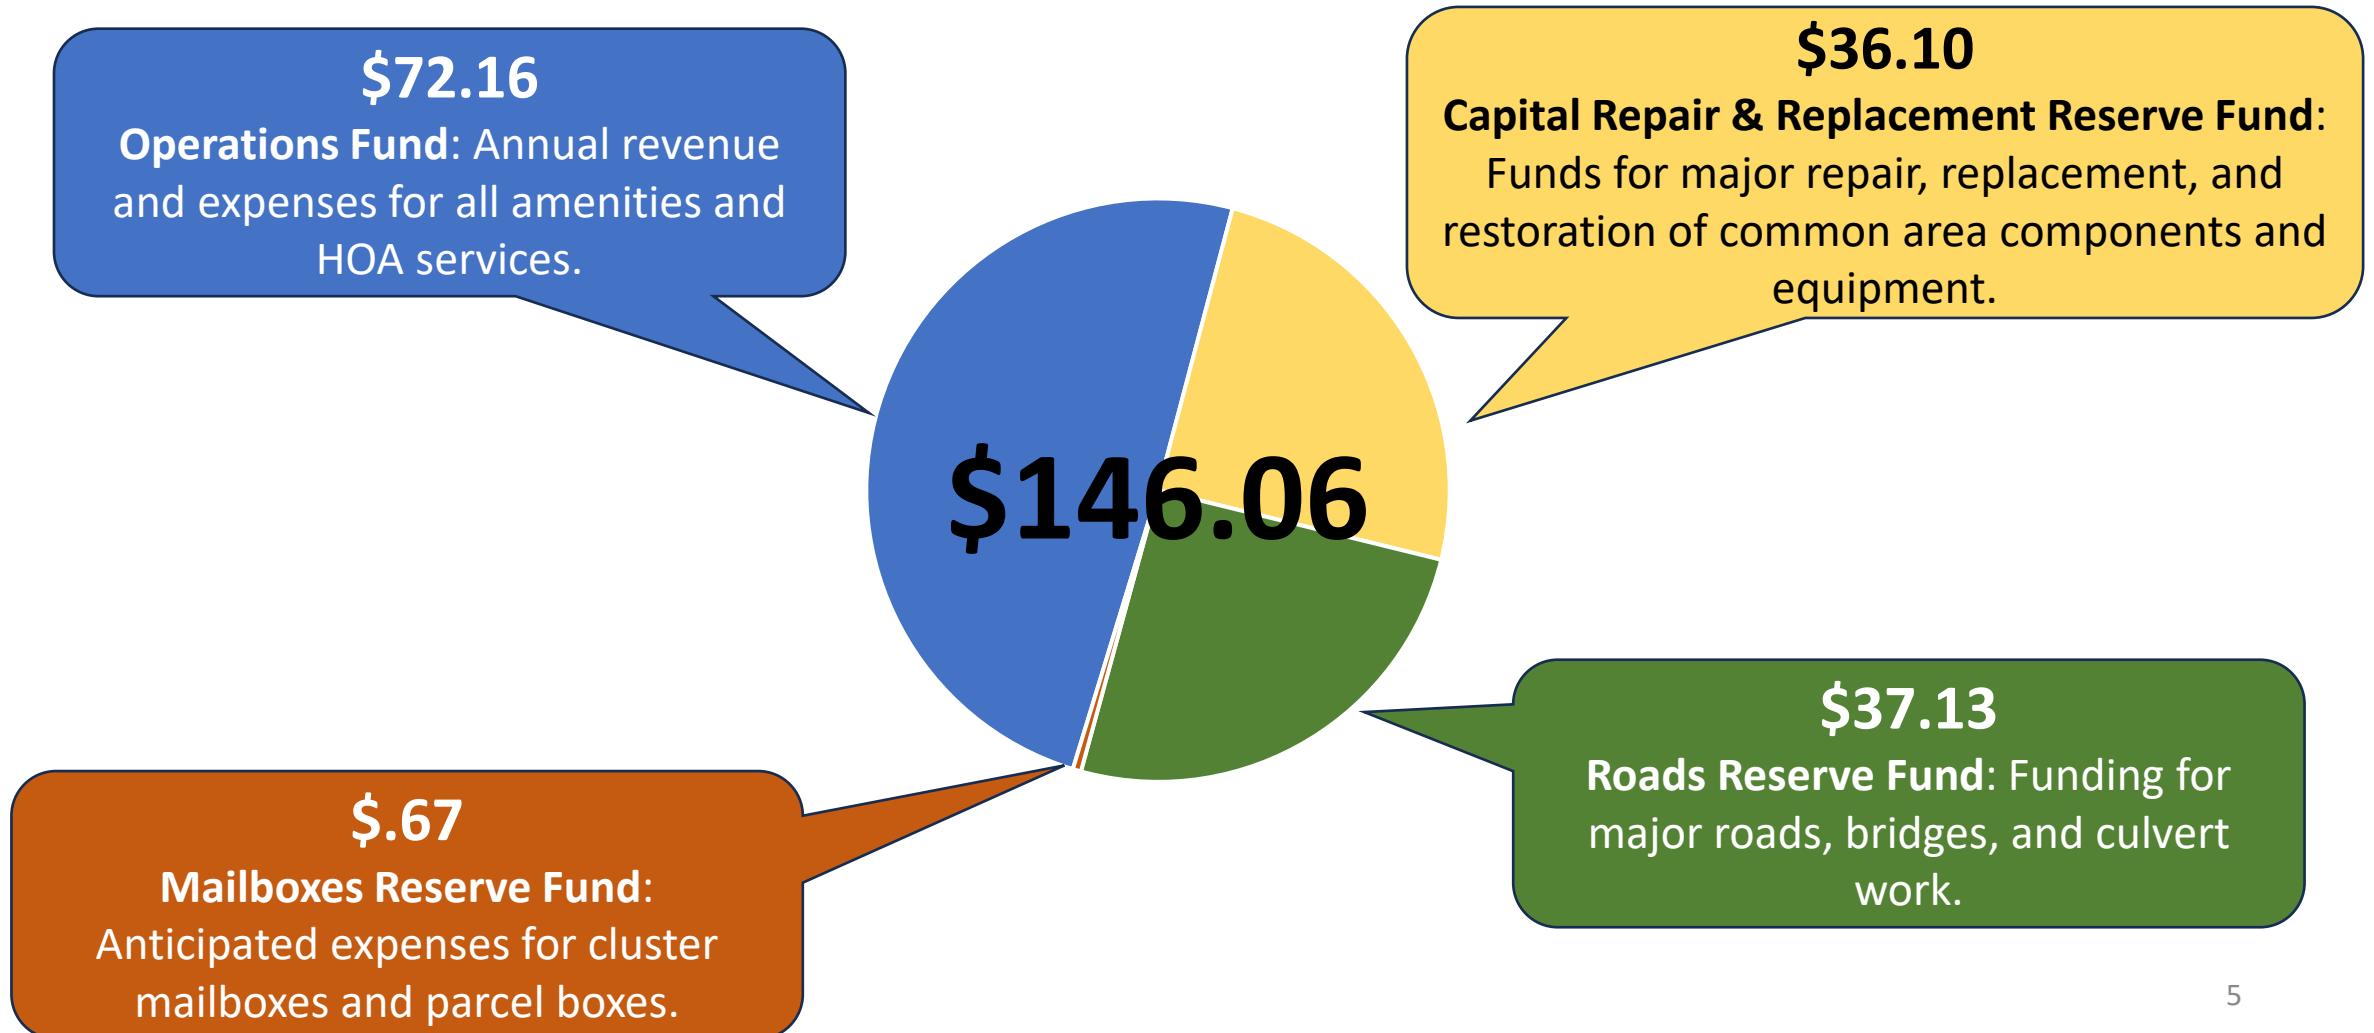 $72.16
Operations Fund: Annual revenue
and expenses for all amenities and
HOA services.
$36.10
Capital Repair & Replacement Reserve Fund:
Funds for major repair, replacement, and
restoration of common area components and
equipment.
$146.06
$.67
Mailboxes Reserve Fund:
Anticipated expenses for cluster
mailboxes and parcel boxes.
$37.13
Roads Reserve Fund: Funding for
major roads, bridges, and culvert
work.
5